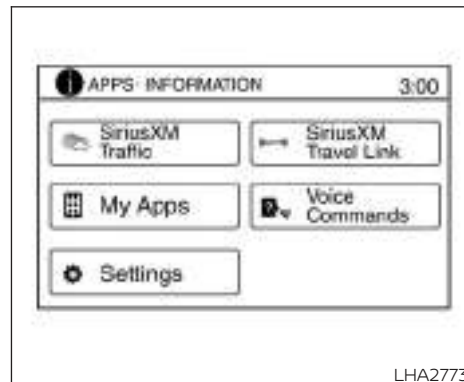 APPS· INFORMATION 3:00
SiriusXM
Traffic
SiriusXM
Travel Link
My Apps
Voice
Commands
Settings
LHA2773